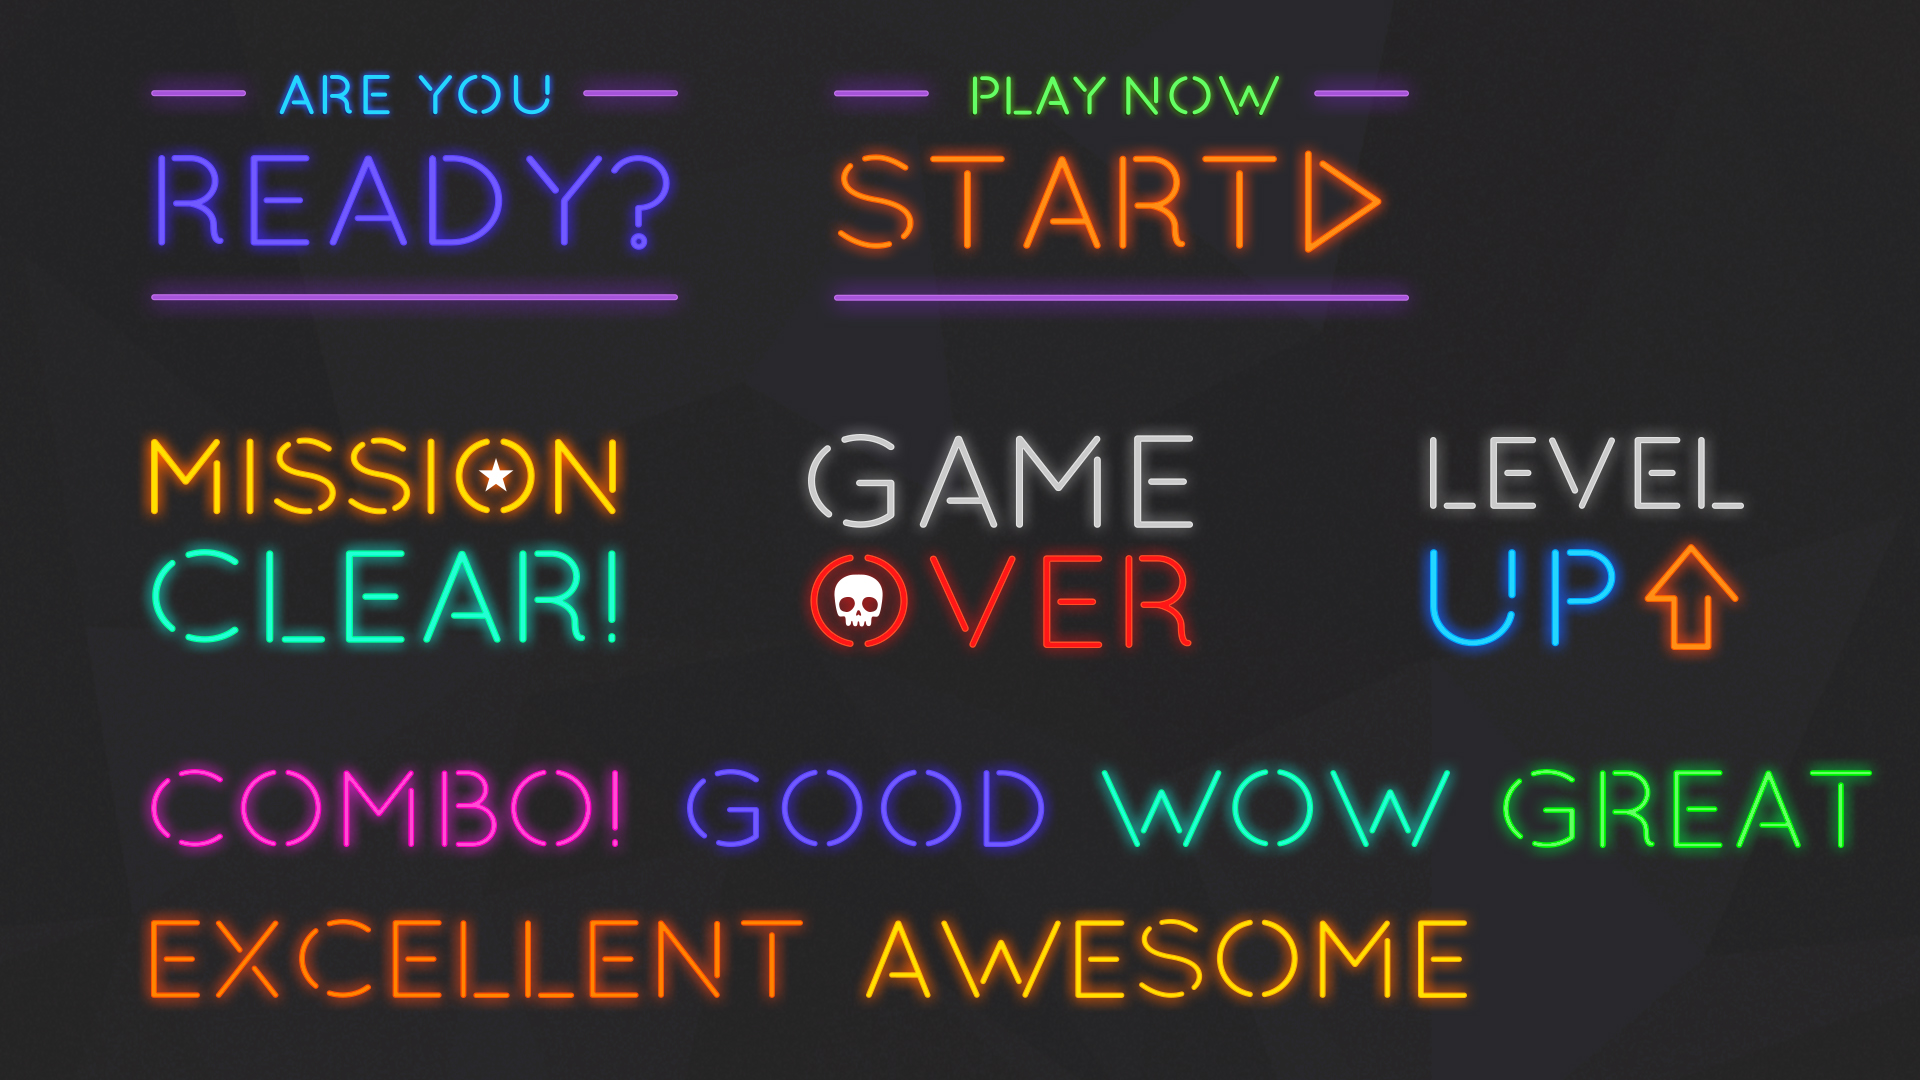 ARE YOU
READY?
PLAY NOW
START
MISSION
CLEAR!
GAME
OVER
LEVEL
UP
COMBO! GOOD WOW GREAT
EXCELLENT AWESOME